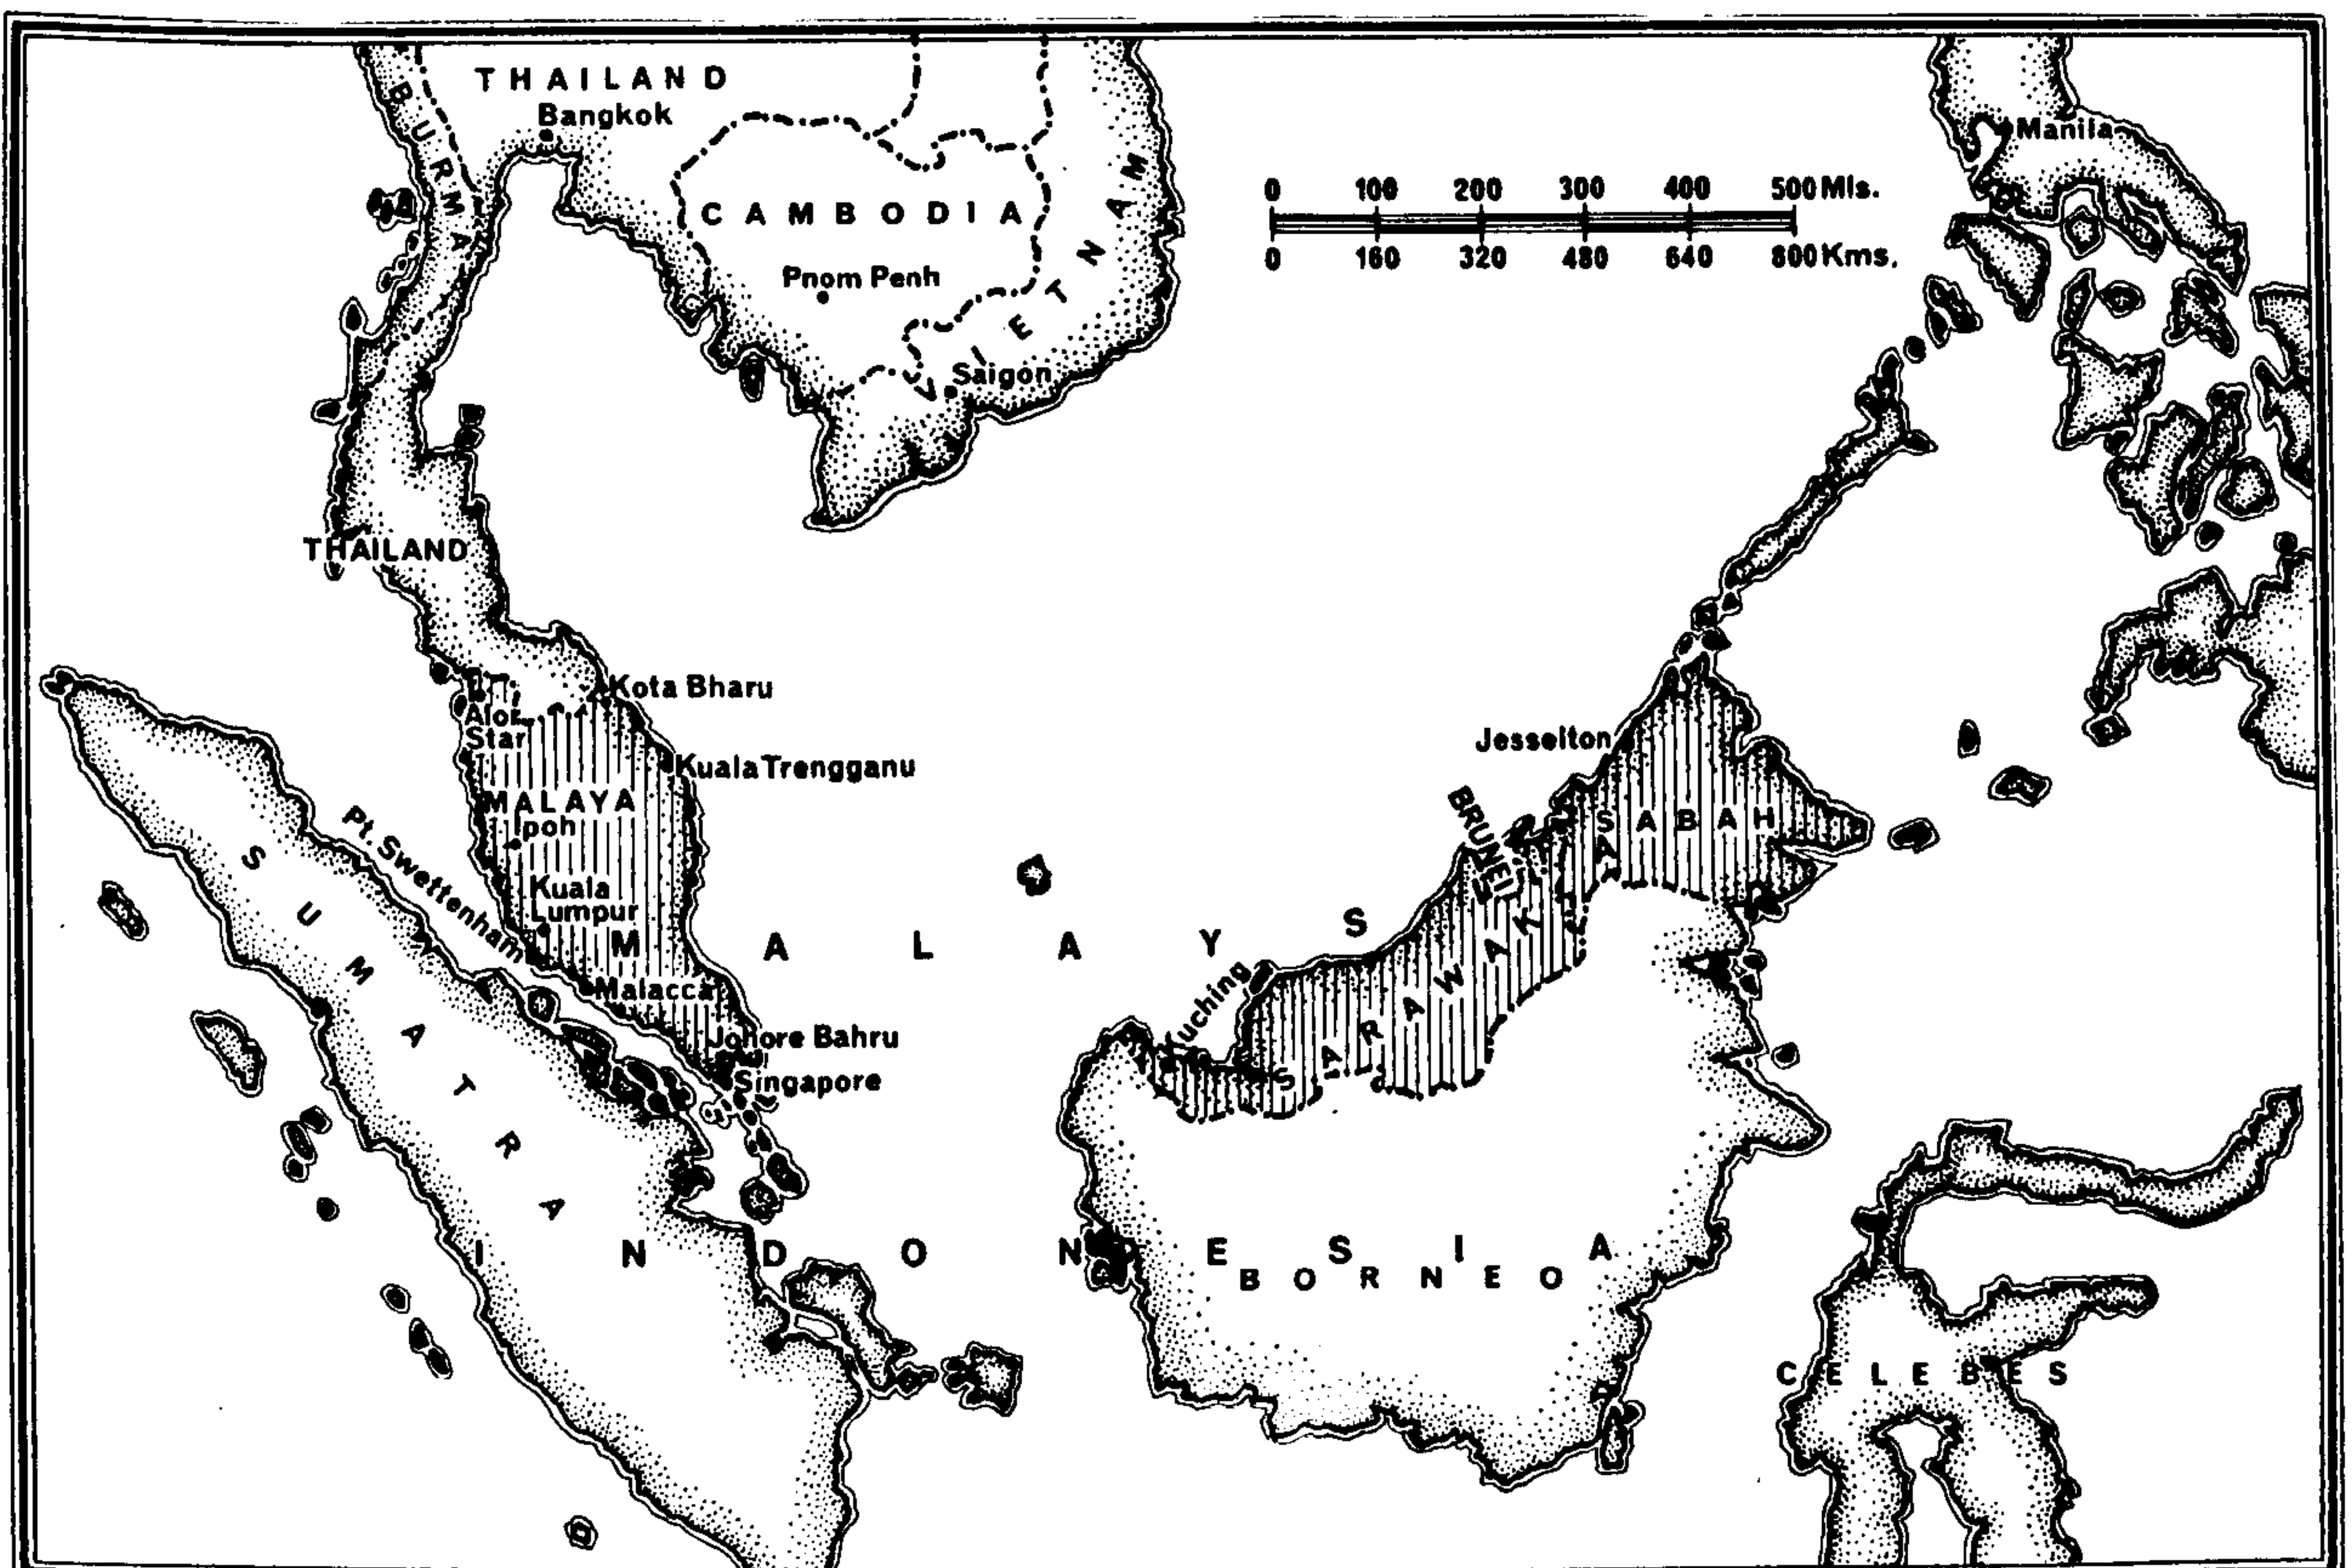 THAILAND
Bangkok
BURMA
Manila
CAMBODIA
VIETNAM
0 100 200 300 400 500 Mls.
0 160 320 480 640 800 Kms.
Pnom Penh
Saigon
THAILAND
Kota Bharu
Alor
Star
Kuala Trengganu
Jesselton
MALAYA
Ipoh
Pt. Swettenham
SABAH
BRUNEI
SUMATRA
Kuala
Lumpur
MALAYSIA
SARAWAK
Kuching
Malacca
Johore Bahru
Singapore
INDONESIA
BORNEO
CELEBES